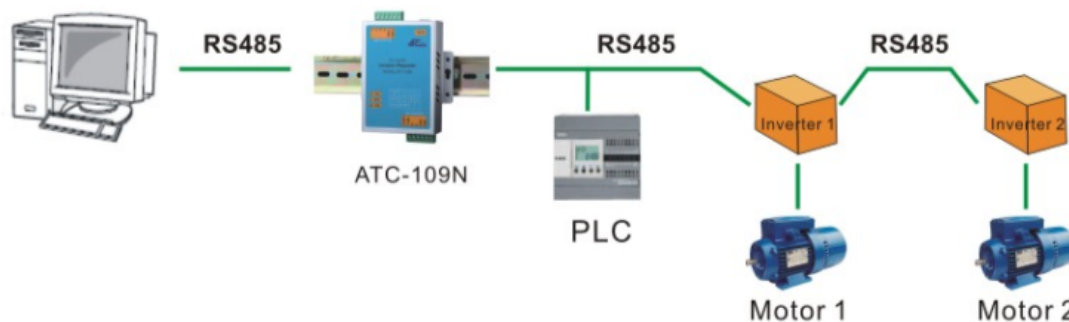 RS485
RS485
RS485
ATC-109N
Inverter 1
Inverter 2
PLC
Motor 1
Motor 2